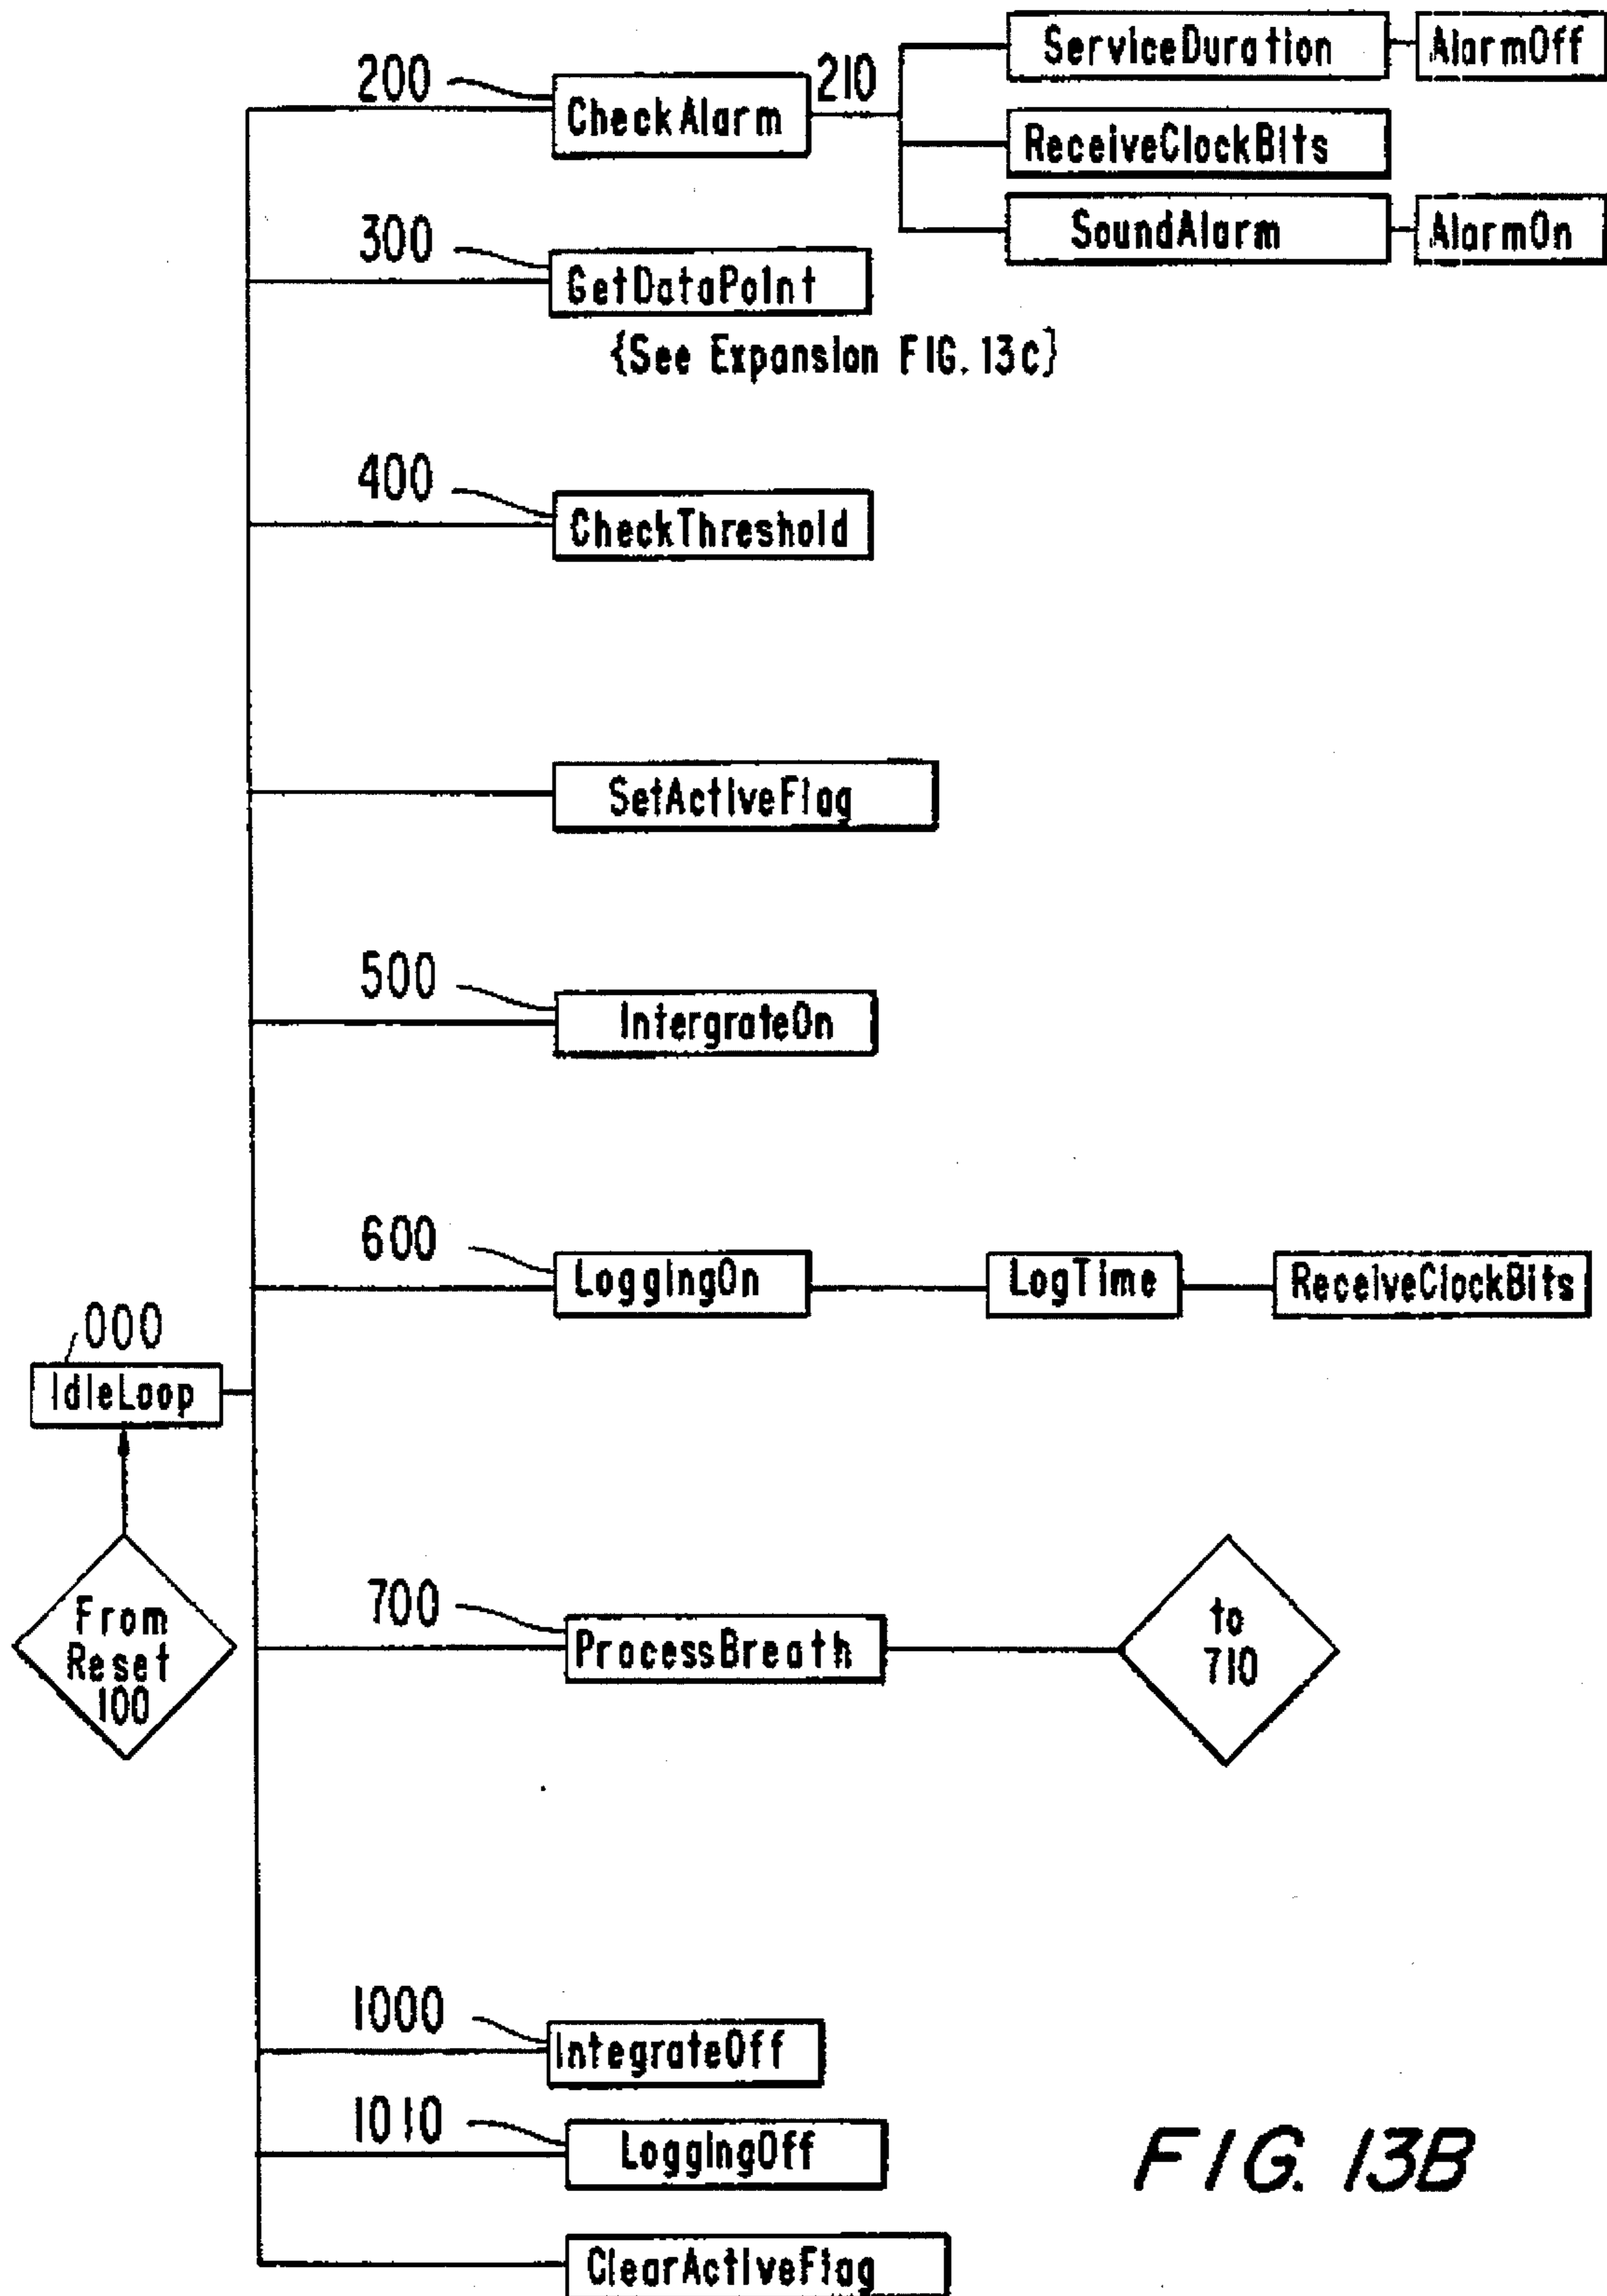 200
CheckAlarm
210
ServiceDuration
AlarmOff
ReceiveClockBits
SoundAlarm
AlarmOn
300
GetDataPoint
{See Expansion FIG. 13c}
400
CheckThreshold
SetActiveFlag
500
IntergrateOn
600
LoggingOn
LogTime
ReceiveClockBits
000
IdleLoop
From
Reset
100
700
ProcessBreath
to
710
1000
IntegrateOff
1010
LoggingOff
ClearActiveFlag
FIG. 13B